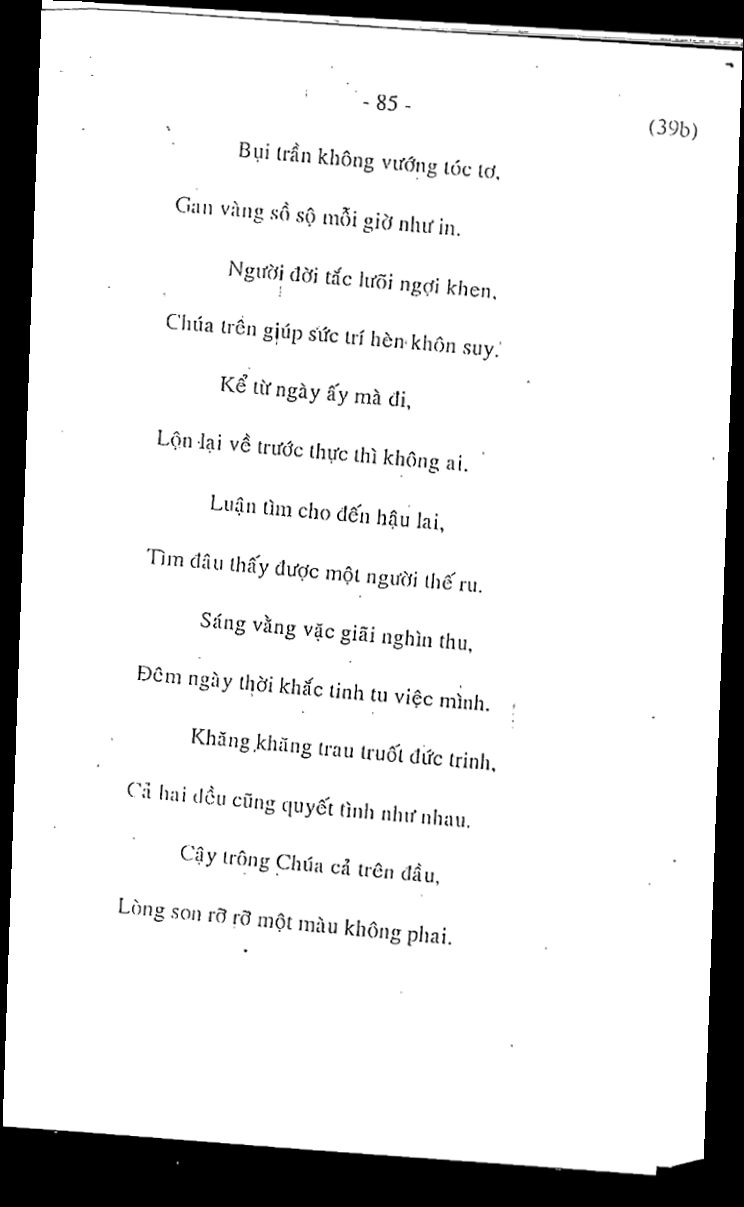 - 85 -
(39b)
Bụi trần không vướng tóc tơ.
Gan vàng sồ sộ mỗi giờ như in.
Người đời tắc lưỡi ngợi khen.
Chúa trên giúp sức trí hèn khôn suy.
Kể từ ngày ấy mà đi,
Lộn lại về trước thực thì không ai.
Luận tìm cho đến hậu lai,
Tìm đâu thấy được một người thế ru.
Sáng vằng vặc giãi nghìn thu,
Đêm ngày thời khắc tinh tu việc mình.
Khăng khăng trau truốt đức trinh,
Cả hai đều cũng quyết tình như nhau.
Cậy trông Chúa cả trên đầu,
Lòng son rỡ rỡ một màu không phai.